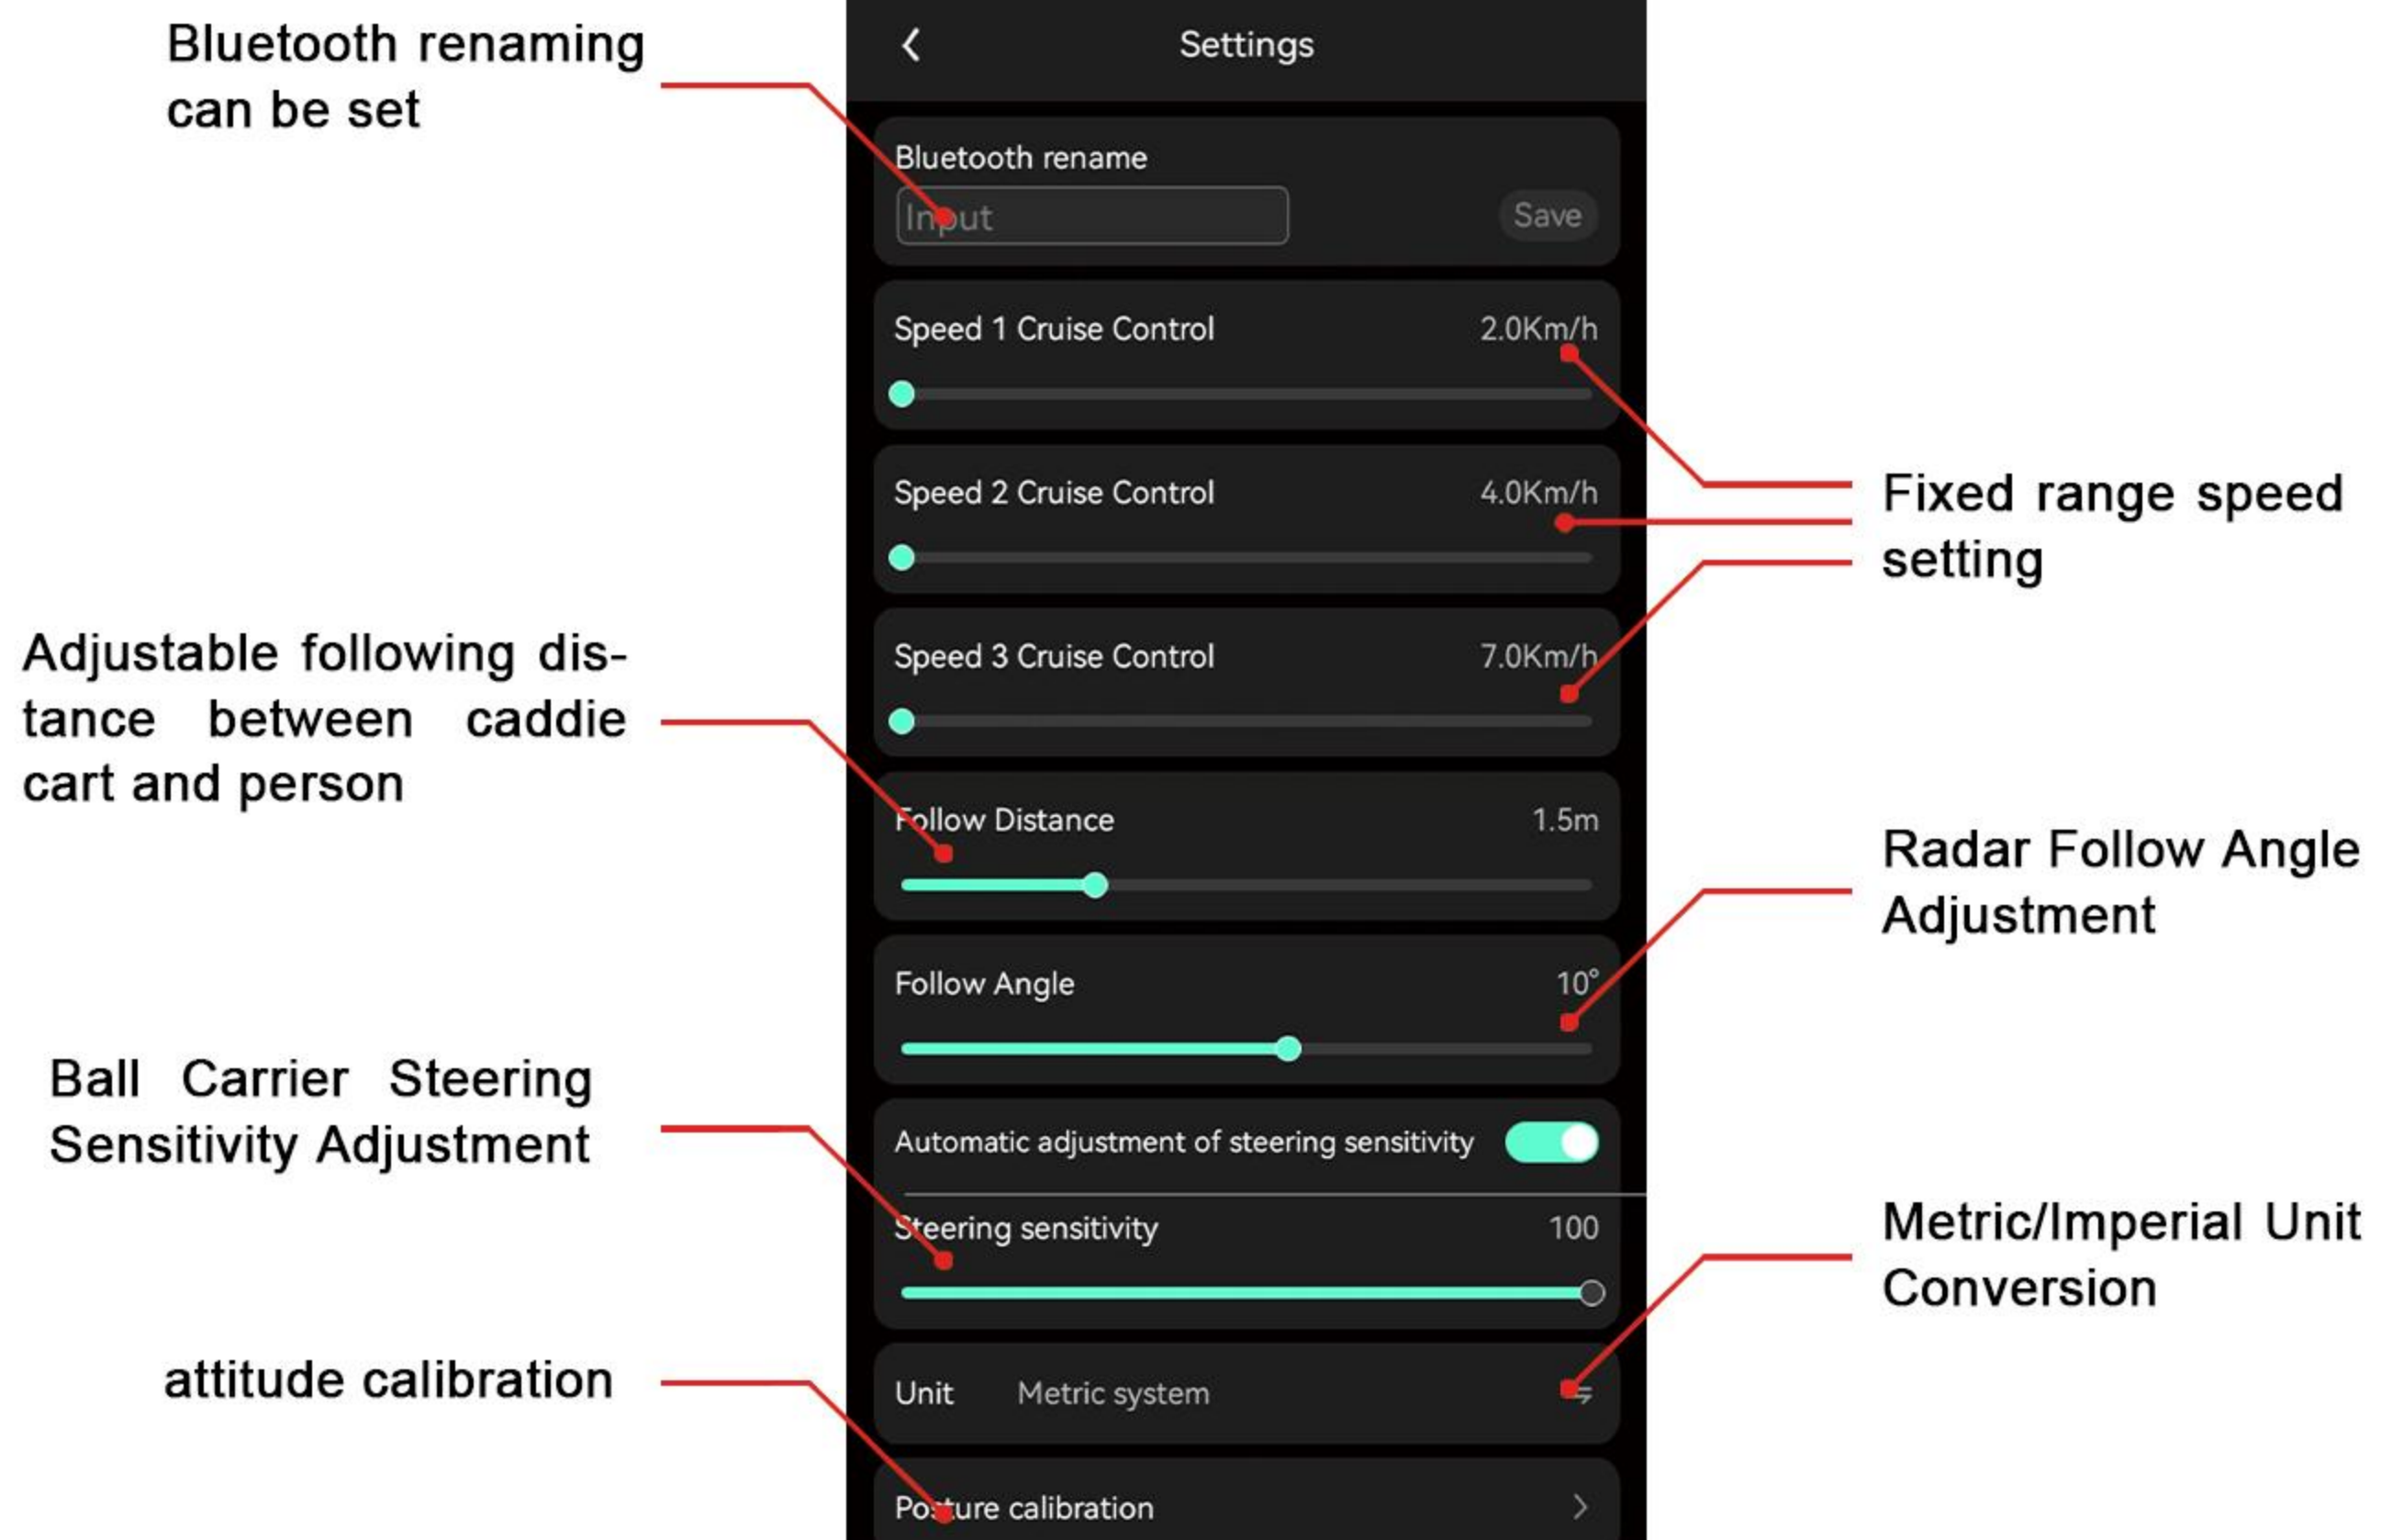 Bluetooth renaming
can be set
Adjustable following dis-
tance between caddie
cart and person
Ball Carrier Steering
Sensitivity Adjustment
attitude calibration
Settings
Bluetooth rename
Input
Save
Speed 1 Cruise Control 2.0Km/h
Speed 2 Cruise Control 4.0Km/h
Speed 3 Cruise Control 7.0Km/h
Follow Distance 1.5m
Follow Angle 10°
Automatic adjustment of steering sensitivity
Steering sensitivity 100
Unit Metric system
Posture calibration
Fixed range speed
setting
Radar Follow Angle
Adjustment
Metric/Imperial Unit
Conversion